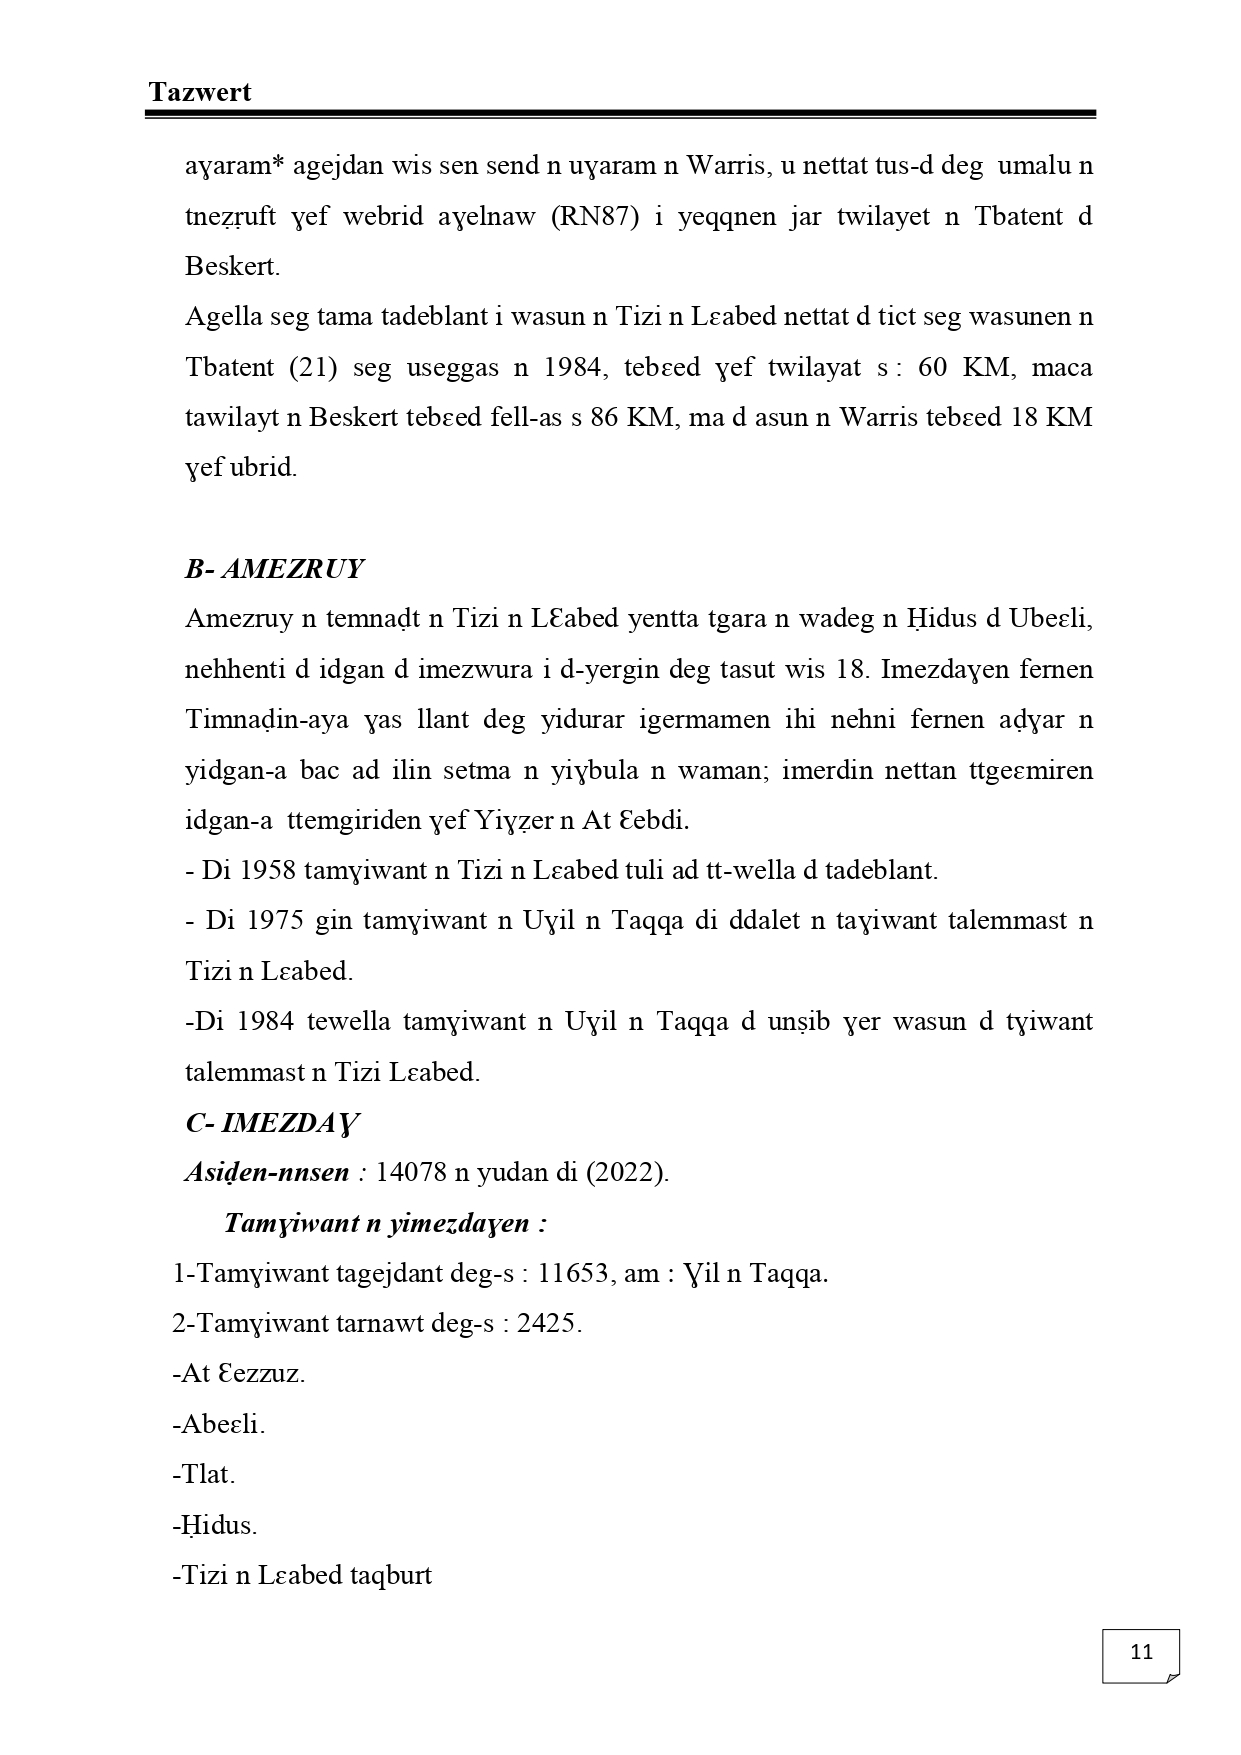 Tazwert
aɣaram* agejdan wis sen send n uɣaram n Warris, u nettat tus-d deg umalu n
tneẓṛuft ɣef webrid aɣelnaw (RN87) i yeqqnen jar twilayet n Tbatent d
Beskert.
Agella seg tama tadeblant i wasun n Tizi n Lɛabed nettat d tict seg wasunen n
Tbatent (21) seg useggas n 1984, tebɛed ɣef twilayat s : 60 KM, maca
tawilayt n Beskert tebɛed fell-as s 86 KM, ma d asun n Warris tebɛed 18 KM
ɣef ubrid.
B- AMEZRUY
Amezruy n temnaḍt n Tizi n LƐabed yentta tgara n wadeg n Ḥidus d Ubeɛli,
nehhenti d idgan d imezwura i d-yergin deg tasut wis 18. Imezdaɣen fernen
Timnaḍin-aya ɣas llant deg yidurar igermamen ihi nehni fernen aḍɣar n
yidgan-a bac ad ilin setma n yiɣbula n waman; imerdin nettan ttgeɛmiren
idgan-a ttemgiriden ɣef Yiɣẓer n At Ɛebdi.
- Di 1958 tamɣiwant n Tizi n Lɛabed tuli ad tt-wella d tadeblant.
- Di 1975 gin tamɣiwant n Uɣil n Taqqa di ddalet n taɣiwant talemmast n
Tizi n Lɛabed.
-Di 1984 tewella tamɣiwant n Uɣil n Taqqa d unṣib ɣer wasun d tɣiwant
talemmast n Tizi Lɛabed.
C- IMEZDAƔ
Asiḍen-nnsen : 14078 n yudan di (2022).
Tamɣiwant n yimezdaɣen :
1-Tamɣiwant tagejdant deg-s : 11653, am : Ɣil n Taqqa.
2-Tamɣiwant tarnawt deg-s : 2425.
-At Ɛezzuz.
-Abeɛli.
-Tlat.
-Ḥidus.
-Tizi n Lɛabed taqburt
11